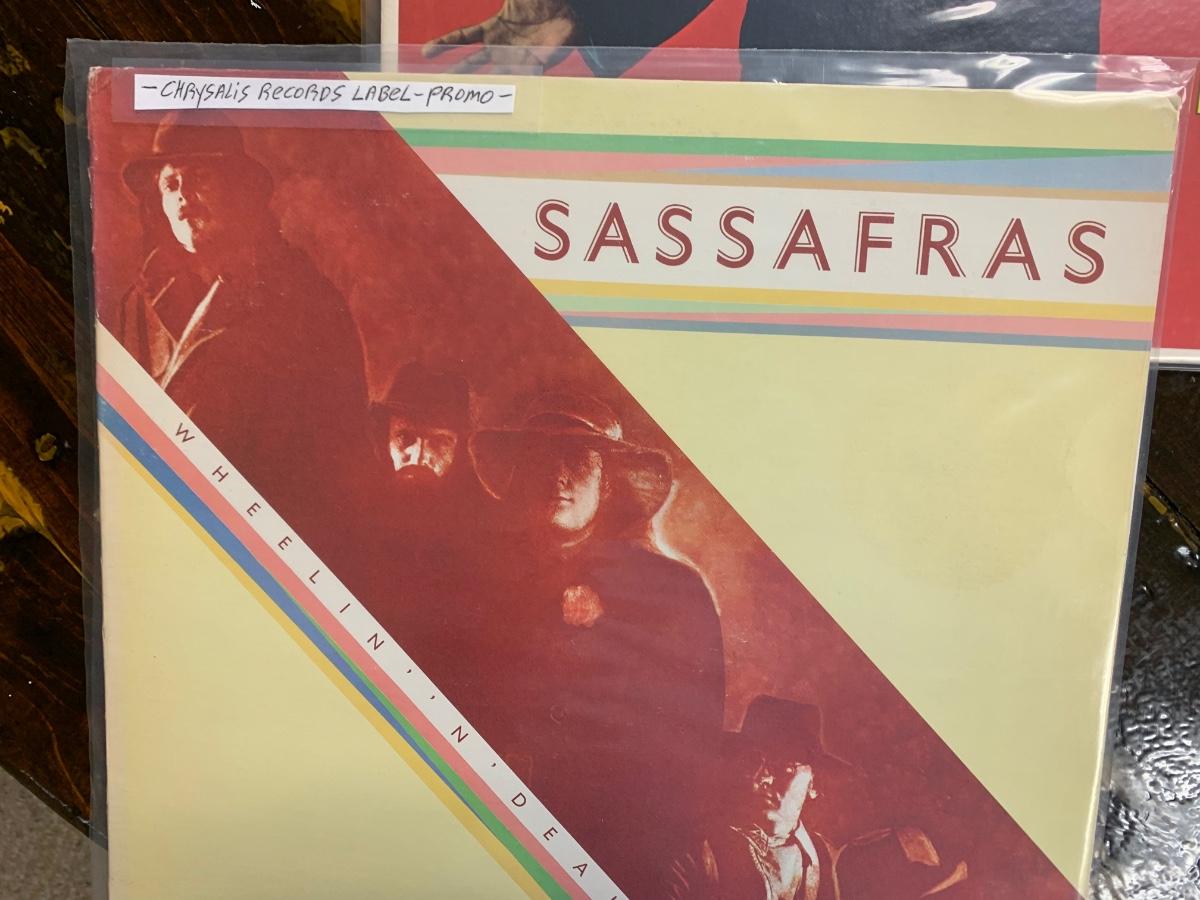 - CHRYSALIS RECORDS LABEL-PROMO -
SASSAFRAS
WHEELIN' 'N' DEA